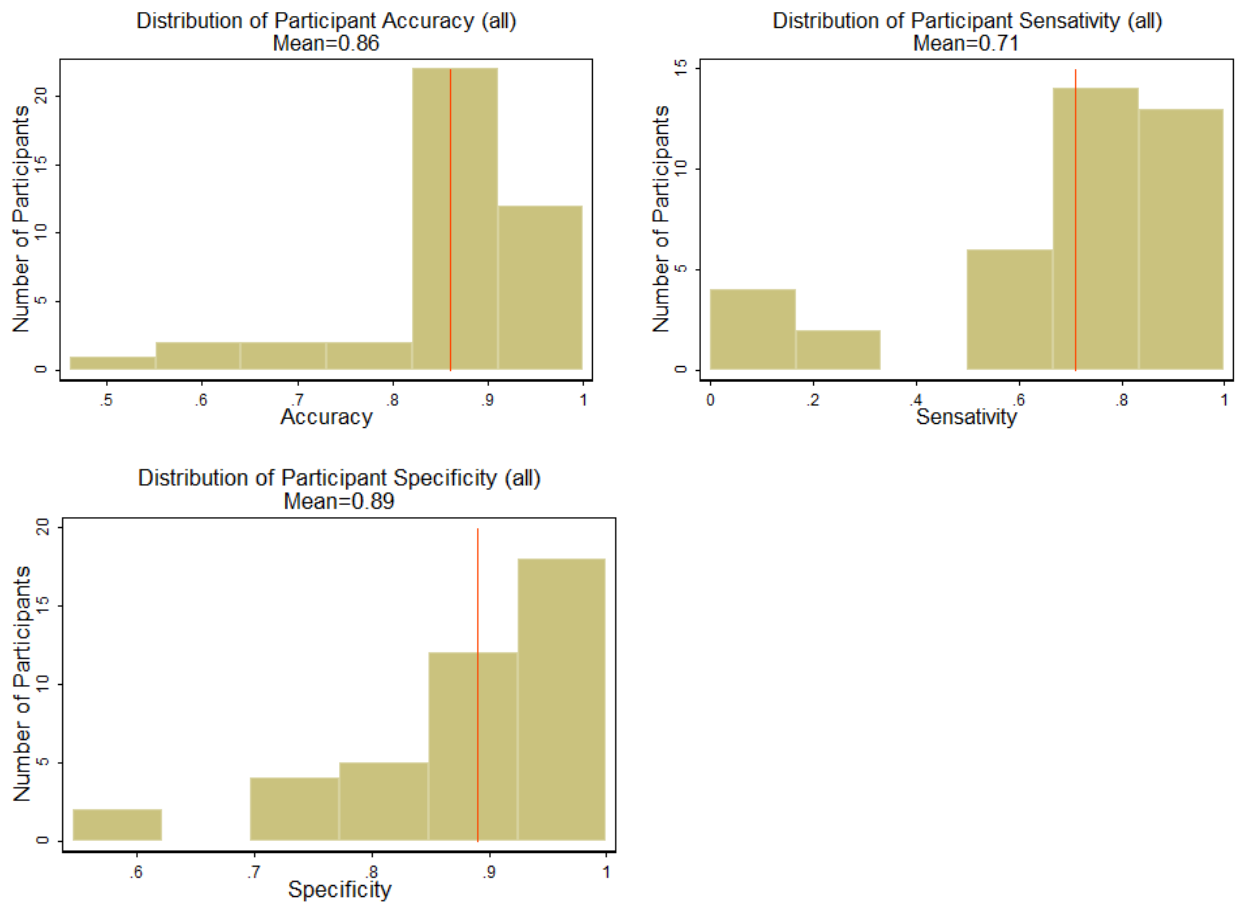 Distribution of Participant Accuracy (all)
Mean=0.86
Number of Participants
20
15
10
5
0
.5 .6 .7 .8 .9 1
Accuracy
Distribution of Participant Sensativity (all)
Mean=0.71
Number of Participants
15
10
5
0
0 .2 .4 .6 .8 1
Sensativity
Distribution of Participant Specificity (all)
Mean=0.89
Number of Participants
20
15
10
5
0
.6 .7 .8 .9 1
Specificity